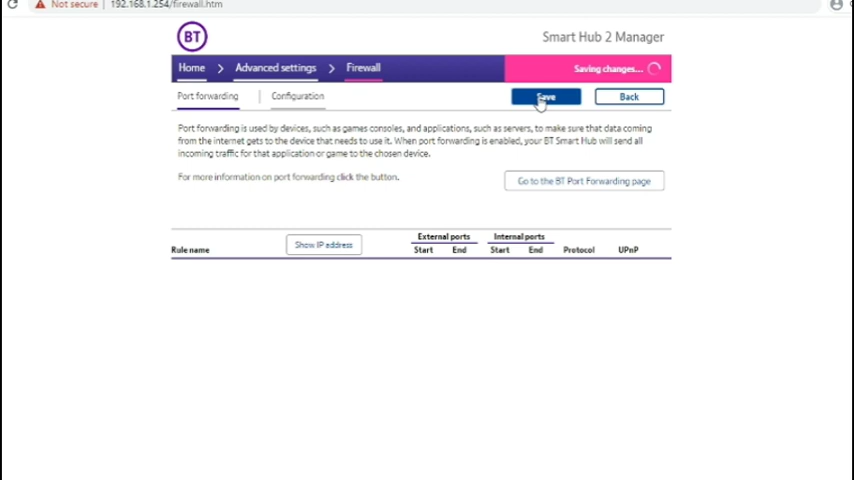 Not secure | 192.168.1.254/firewall.htm
BT
Smart Hub 2 Manager
Home > Advanced settings > Firewall
Saving changes...
Port forwarding | Configuration
Save
Back
Port forwarding is used by devices, such as games consoles, and applications, such as servers, to make sure that data coming
from the internet gets to the device that needs to use it. When port forwarding is enabled, your BT Smart Hub will send all
incoming traffic for that application or game to the chosen device.
For more information on port forwarding click the button.
Go to the BT Port Forwarding page
External ports Internal ports
Rule name Show IP address Start End Start End Protocol UPnP